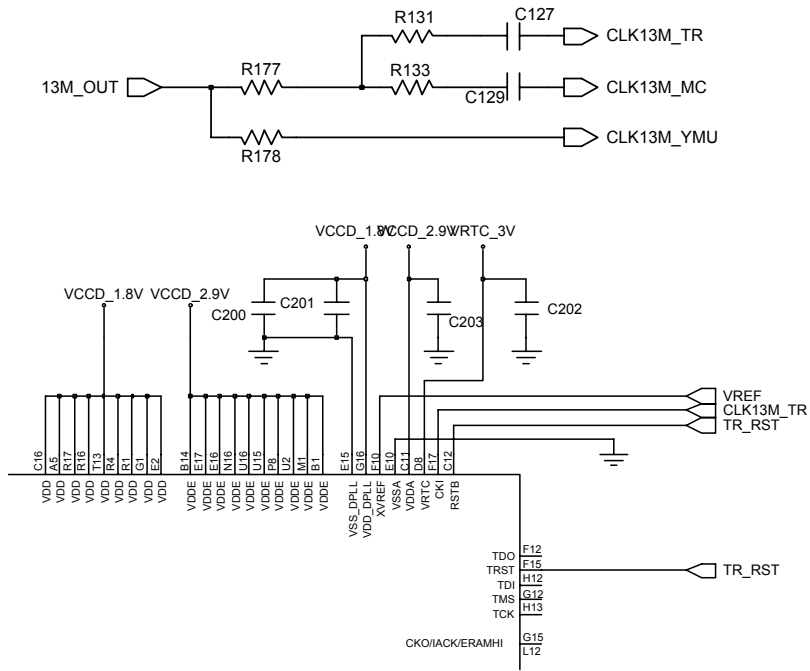 R131
C127
CLK13M_TR
13M_OUT
R177
R133
C129
CLK13M_MC
R178
CLK13M_YMU
VCCD_1.8V
VCCD_2.9V
VRTC_3V
VCCD_1.8V
VCCD_2.9V
C200
C201
C203
C202
VREF
CLK13M_TR
TR_RST
C16
A5
R17
R16
T13
R4
R1
G1
E2
B14
E17
E16
N16
U16
U15
P8
U2
M1
B1
E15
G16
F10
E10
C11
D8
F17
C12
VDD
VDD
VDD
VDD
VDD
VDD
VDD
VDD
VDD
VDDE
VDDE
VDDE
VDDE
VDDE
VDDE
VDDE
VDDE
VDDE
VDDE
VSS_DPLL
VDD_DPLL
XVREF
VSSA
VDDA
VRTC
CKI
RSTB
TDO F12
TRST F15
TR_RST
TDI H12
TMS G12
TCK H13
CKO/IACK/ERAMHI G15
L12